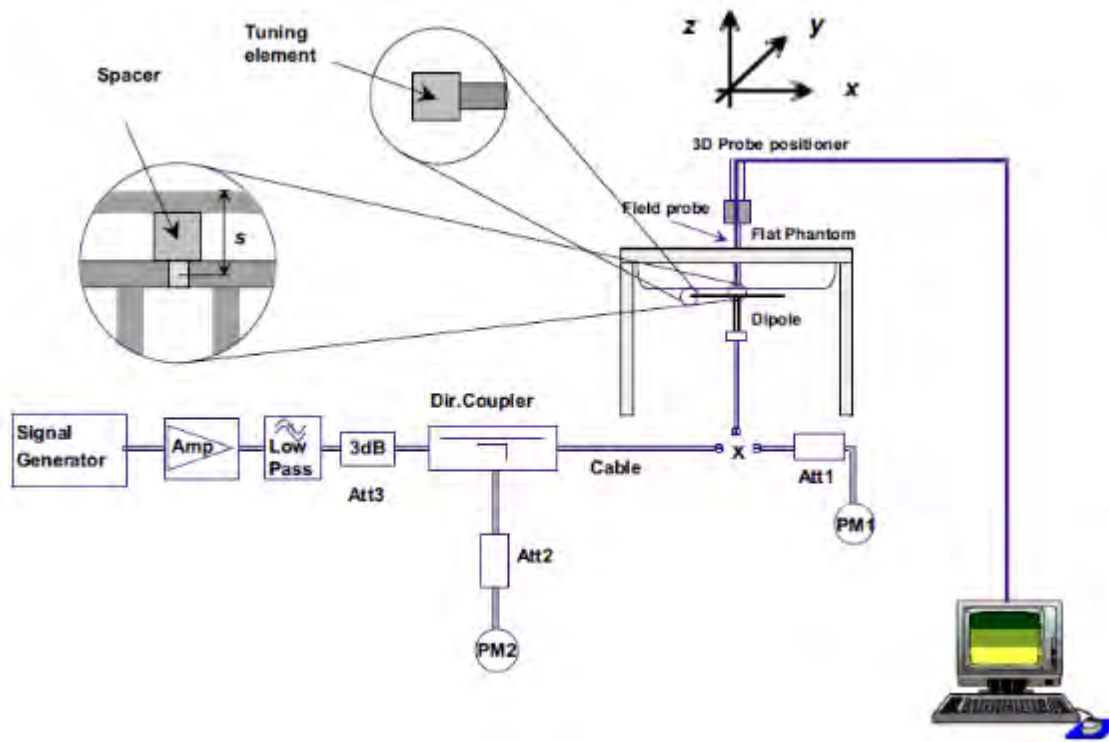 Tuning
element
Spacer
z
y
x
3D Probe positioner
Field probe
Flat Phantom
s
Dipole
Dir.Coupler
Signal
Generator
Amp
Low
Pass
3dB
Att3
Cable
x
Att1
PM1
Att2
PM2